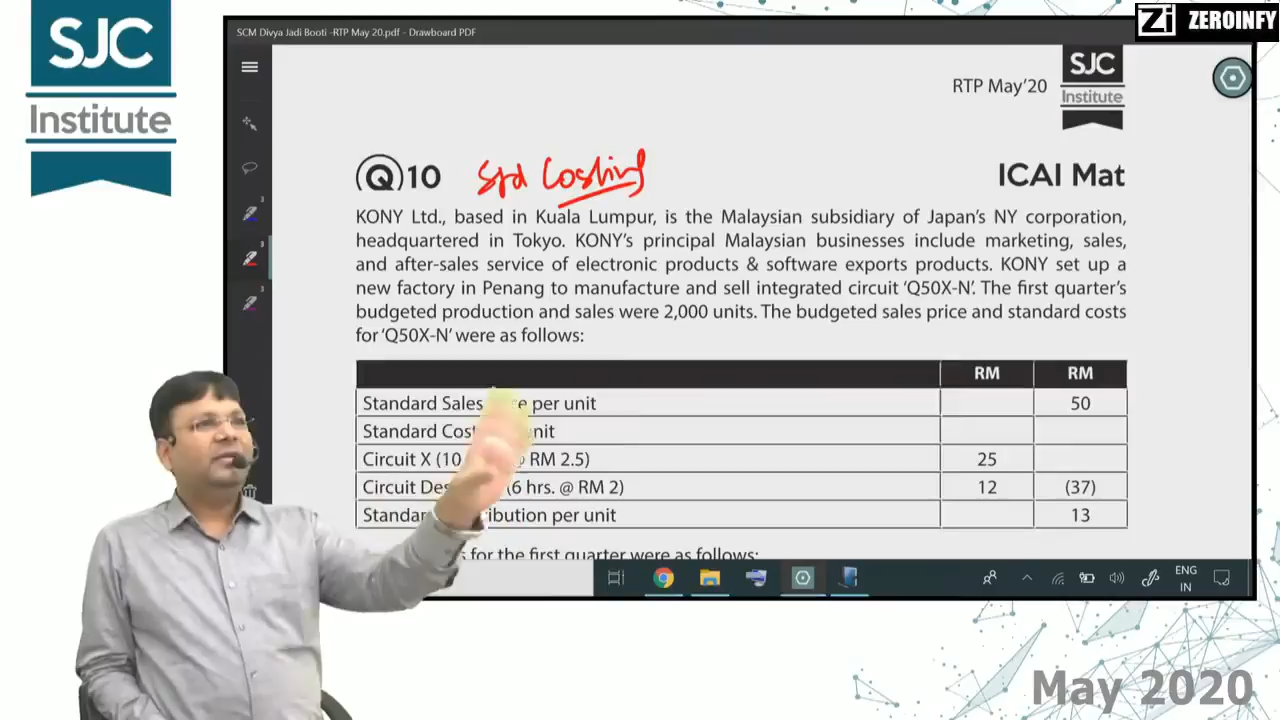 SJC
Institute
Zi ZEROINFY
SCM Divya Jadi Booti -RTP May 20.pdf - Drawboard PDF
RTP May'20
SJC
Institute
Q 10 Std Costing ICAI Mat
KONY Ltd., based in Kuala Lumpur, is the Malaysian subsidiary of Japan's NY corporation,
headquartered in Tokyo. KONY's principal Malaysian businesses include marketing, sales,
and after-sales service of electronic products & software exports products. KONY set up a
new factory in Penang to manufacture and sell integrated circuit 'Q50X-N'. The first quarter's
budgeted production and sales were 2,000 units. The budgeted sales price and standard costs
for 'Q50X-N' were as follows:
RM RM
Standard Sales per unit 50
Standard
Circuit X (10 @ RM 2.5) 25
Circuit (6 hrs. @ RM 2) 12 (37)
per unit 13
for the first quarter were as follows:
3
3
3
ENG
IN
May 2020